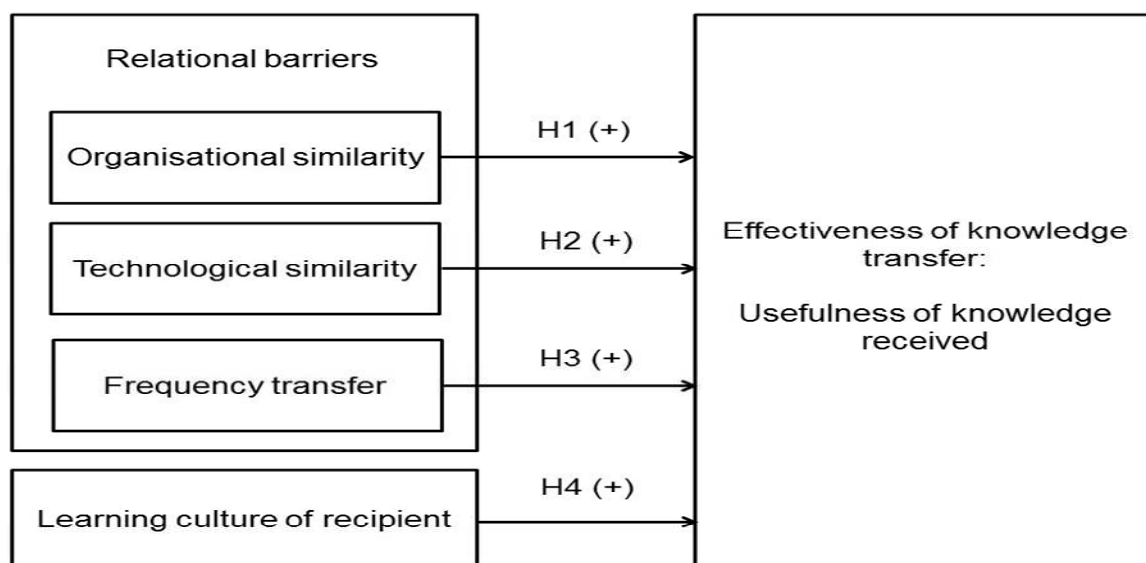 Relational barriers
Organisational similarity
H1 (+)
Technological similarity
H2 (+)
Frequency transfer
H3 (+)
Learning culture of recipient
H4 (+)
Effectiveness of knowledge
transfer:
Usefulness of knowledge
received